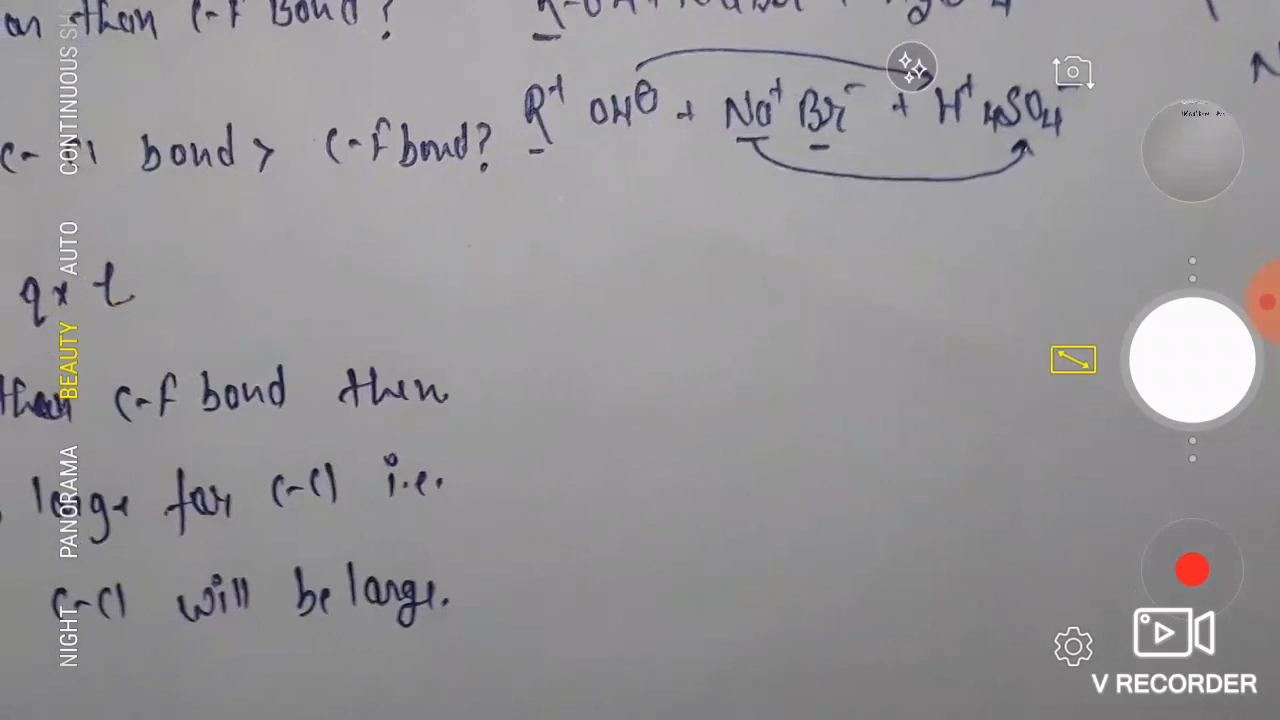 than C-F Bond?
R+ OH⊖ + Na+ Br- + H+ HSO4-
C-Cl bond > C-F bond?
q x l
than C-F bond then
large for C-Cl i.e.
C-Cl will be large.
CONTINUOUS SH
AUTO
BEAUTY
PANORAMA
NIGHT
V RECORDER